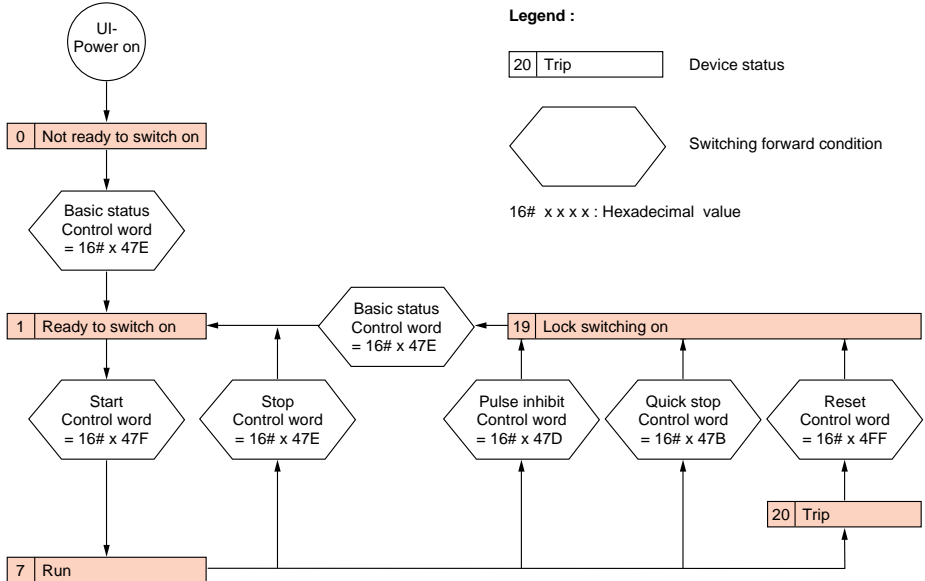 UI-
Power on
Legend :
20 Trip
Device status
0 Not ready to switch on
Switching forward condition
Basic status
Control word
= 16# x 47E
16# x x x x : Hexadecimal value
1 Ready to switch on
Basic status
Control word
= 16# x 47E
19 Lock switching on
Start
Control word
= 16# x 47F
Stop
Control word
= 16# x 47E
Pulse inhibit
Control word
= 16# x 47D
Quick stop
Control word
= 16# x 47B
Reset
Control word
= 16# x 4FF
20 Trip
7 Run